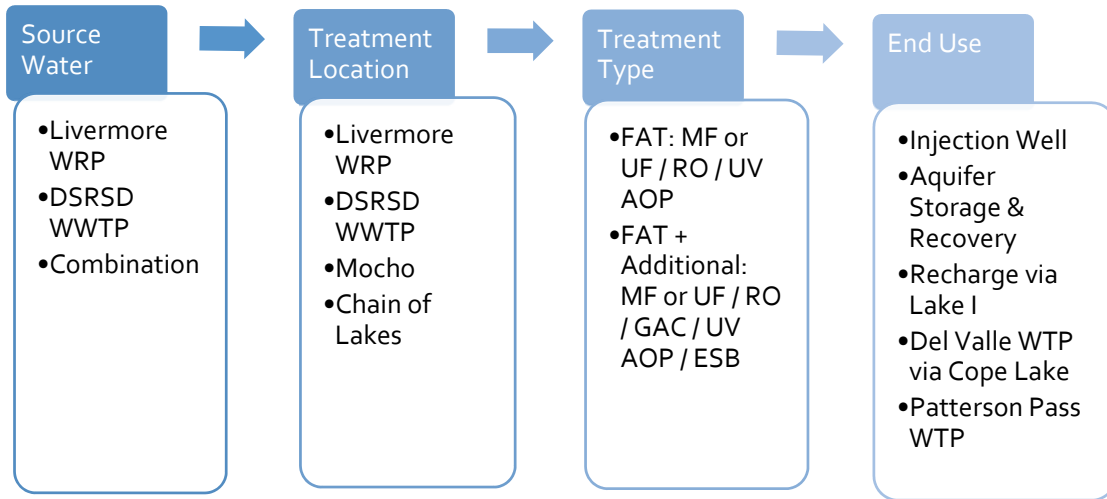 Source
Water
•Livermore
WRP
•DSRSD
WWTP
•Combination
Treatment
Location
•Livermore
WRP
•DSRSD
WWTP
•Mocho
•Chain of
Lakes
Treatment
Type
•FAT: MF or
UF / RO / UV
AOP
•FAT +
Additional:
MF or UF / RO
/ GAC / UV
AOP / ESB
End Use
•Injection Well
•Aquifer
Storage &
Recovery
•Recharge via
Lake I
•Del Valle WTP
via Cope Lake
•Patterson Pass
WTP